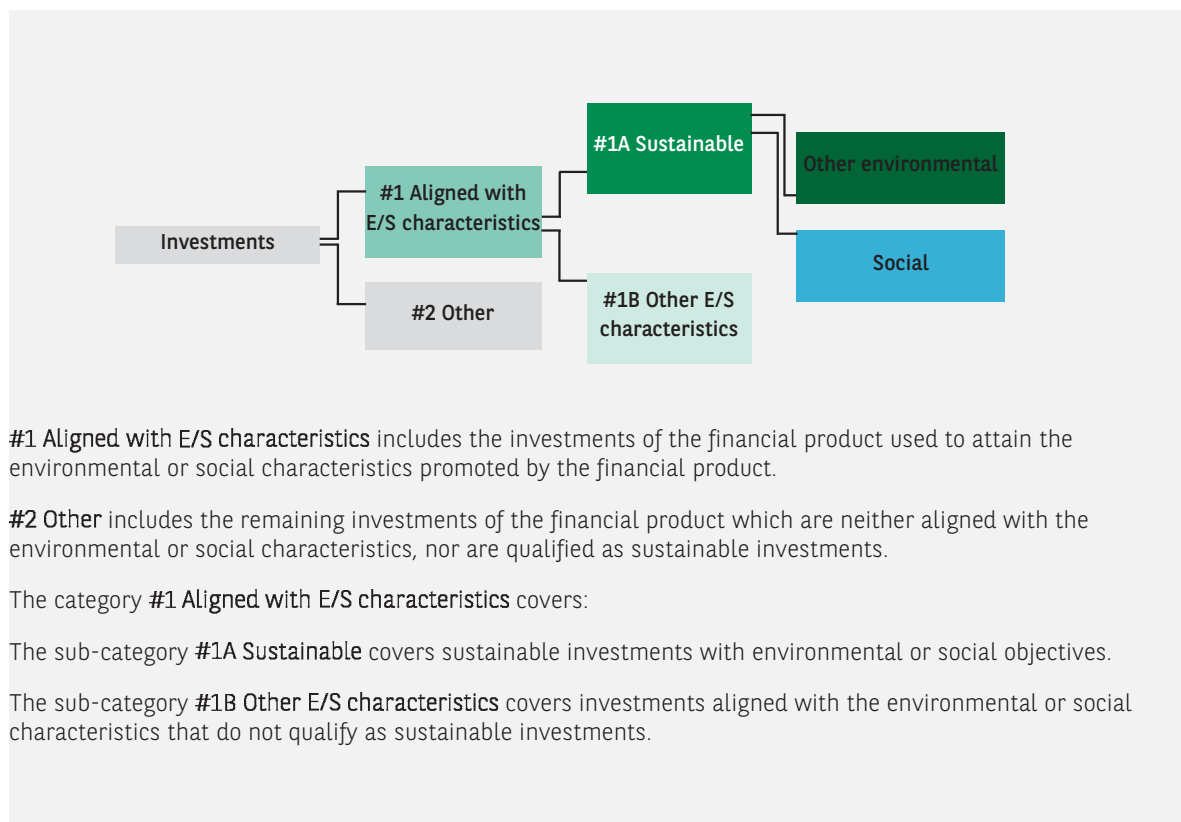 #1A Sustainable
Other environmental
#1 Aligned with
E/S characteristics
Investments
Social
#2 Other
#1B Other E/S
characteristics
#1 Aligned with E/S characteristics includes the investments of the financial product used to attain the
environmental or social characteristics promoted by the financial product.
#2 Other includes the remaining investments of the financial product which are neither aligned with the
environmental or social characteristics, nor are qualified as sustainable investments.
The category #1 Aligned with E/S characteristics covers:
The sub-category #1A Sustainable covers sustainable investments with environmental or social objectives.
The sub-category #1B Other E/S characteristics covers investments aligned with the environmental or social
characteristics that do not qualify as sustainable investments.